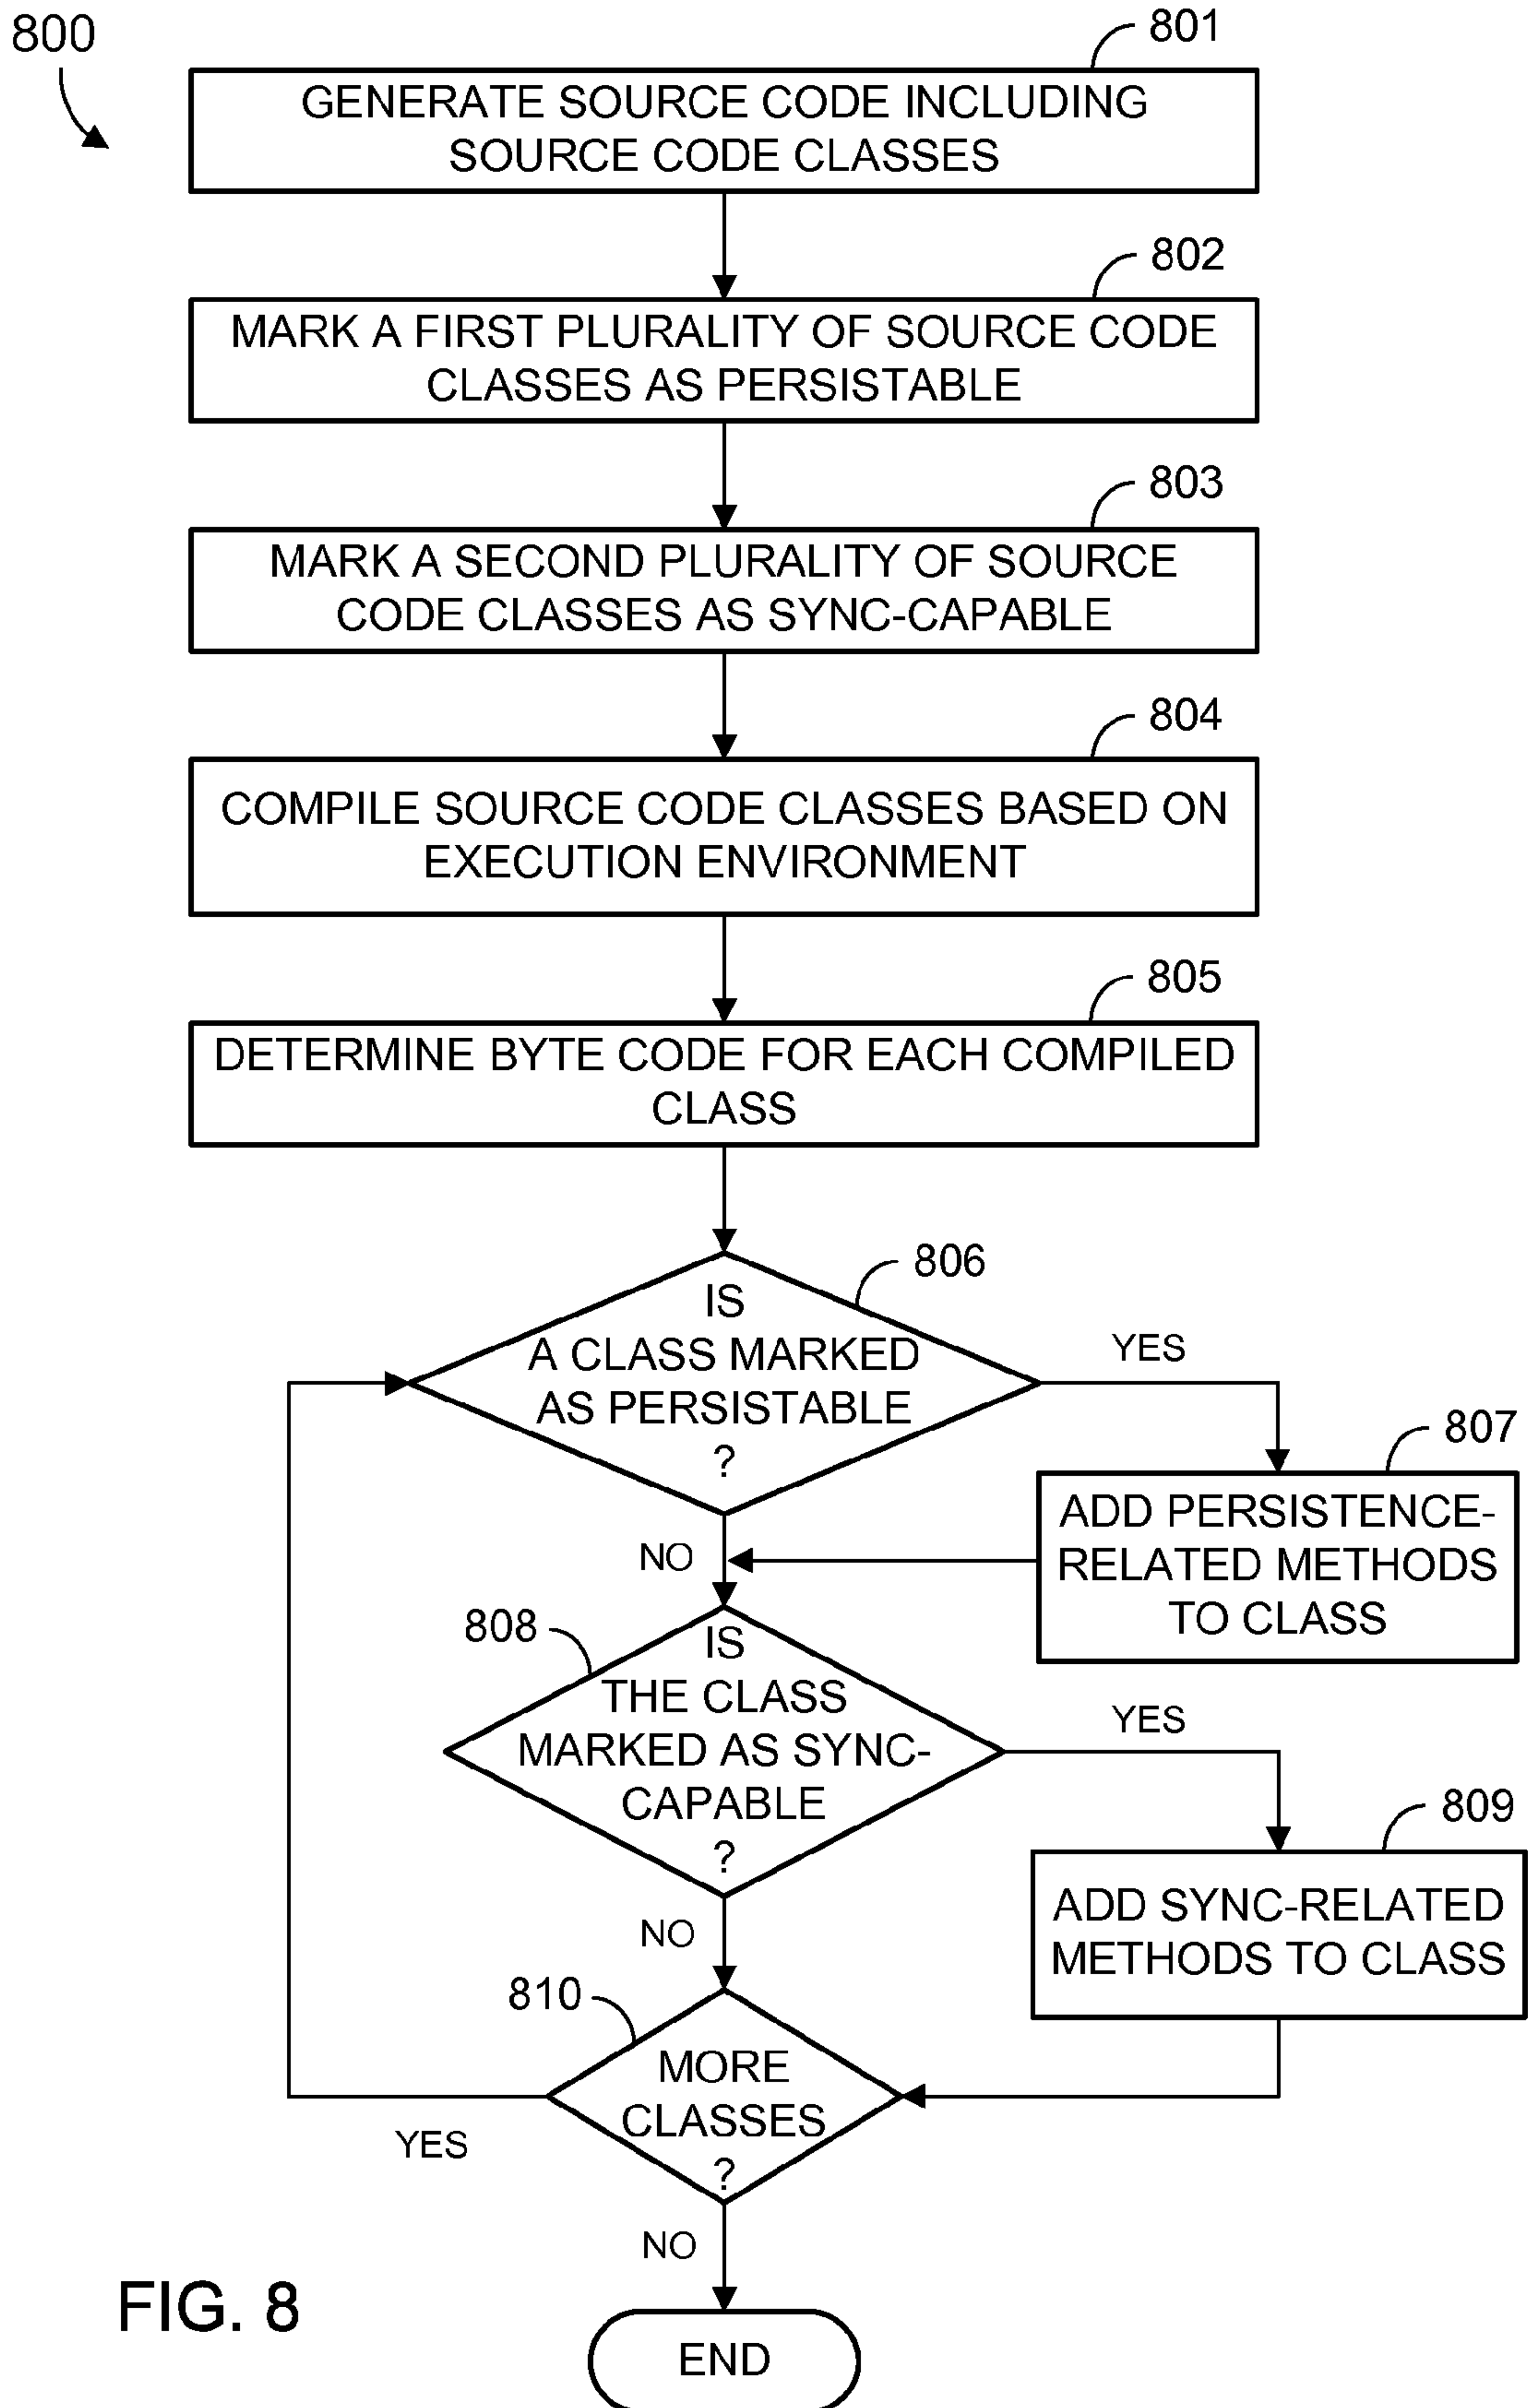 800
801
GENERATE SOURCE CODE INCLUDING
SOURCE CODE CLASSES
802
MARK A FIRST PLURALITY OF SOURCE CODE
CLASSES AS PERSISTABLE
803
MARK A SECOND PLURALITY OF SOURCE
CODE CLASSES AS SYNC-CAPABLE
804
COMPILE SOURCE CODE CLASSES BASED ON
EXECUTION ENVIRONMENT
805
DETERMINE BYTE CODE FOR EACH COMPILED
CLASS
806
IS
A CLASS MARKED
AS PERSISTABLE
?
YES
807
ADD PERSISTENCE-
RELATED METHODS
TO CLASS
NO
808
IS
THE CLASS
MARKED AS SYNC-
CAPABLE
?
YES
809
ADD SYNC-RELATED
METHODS TO CLASS
NO
810
MORE
CLASSES
?
YES
NO
FIG. 8
END